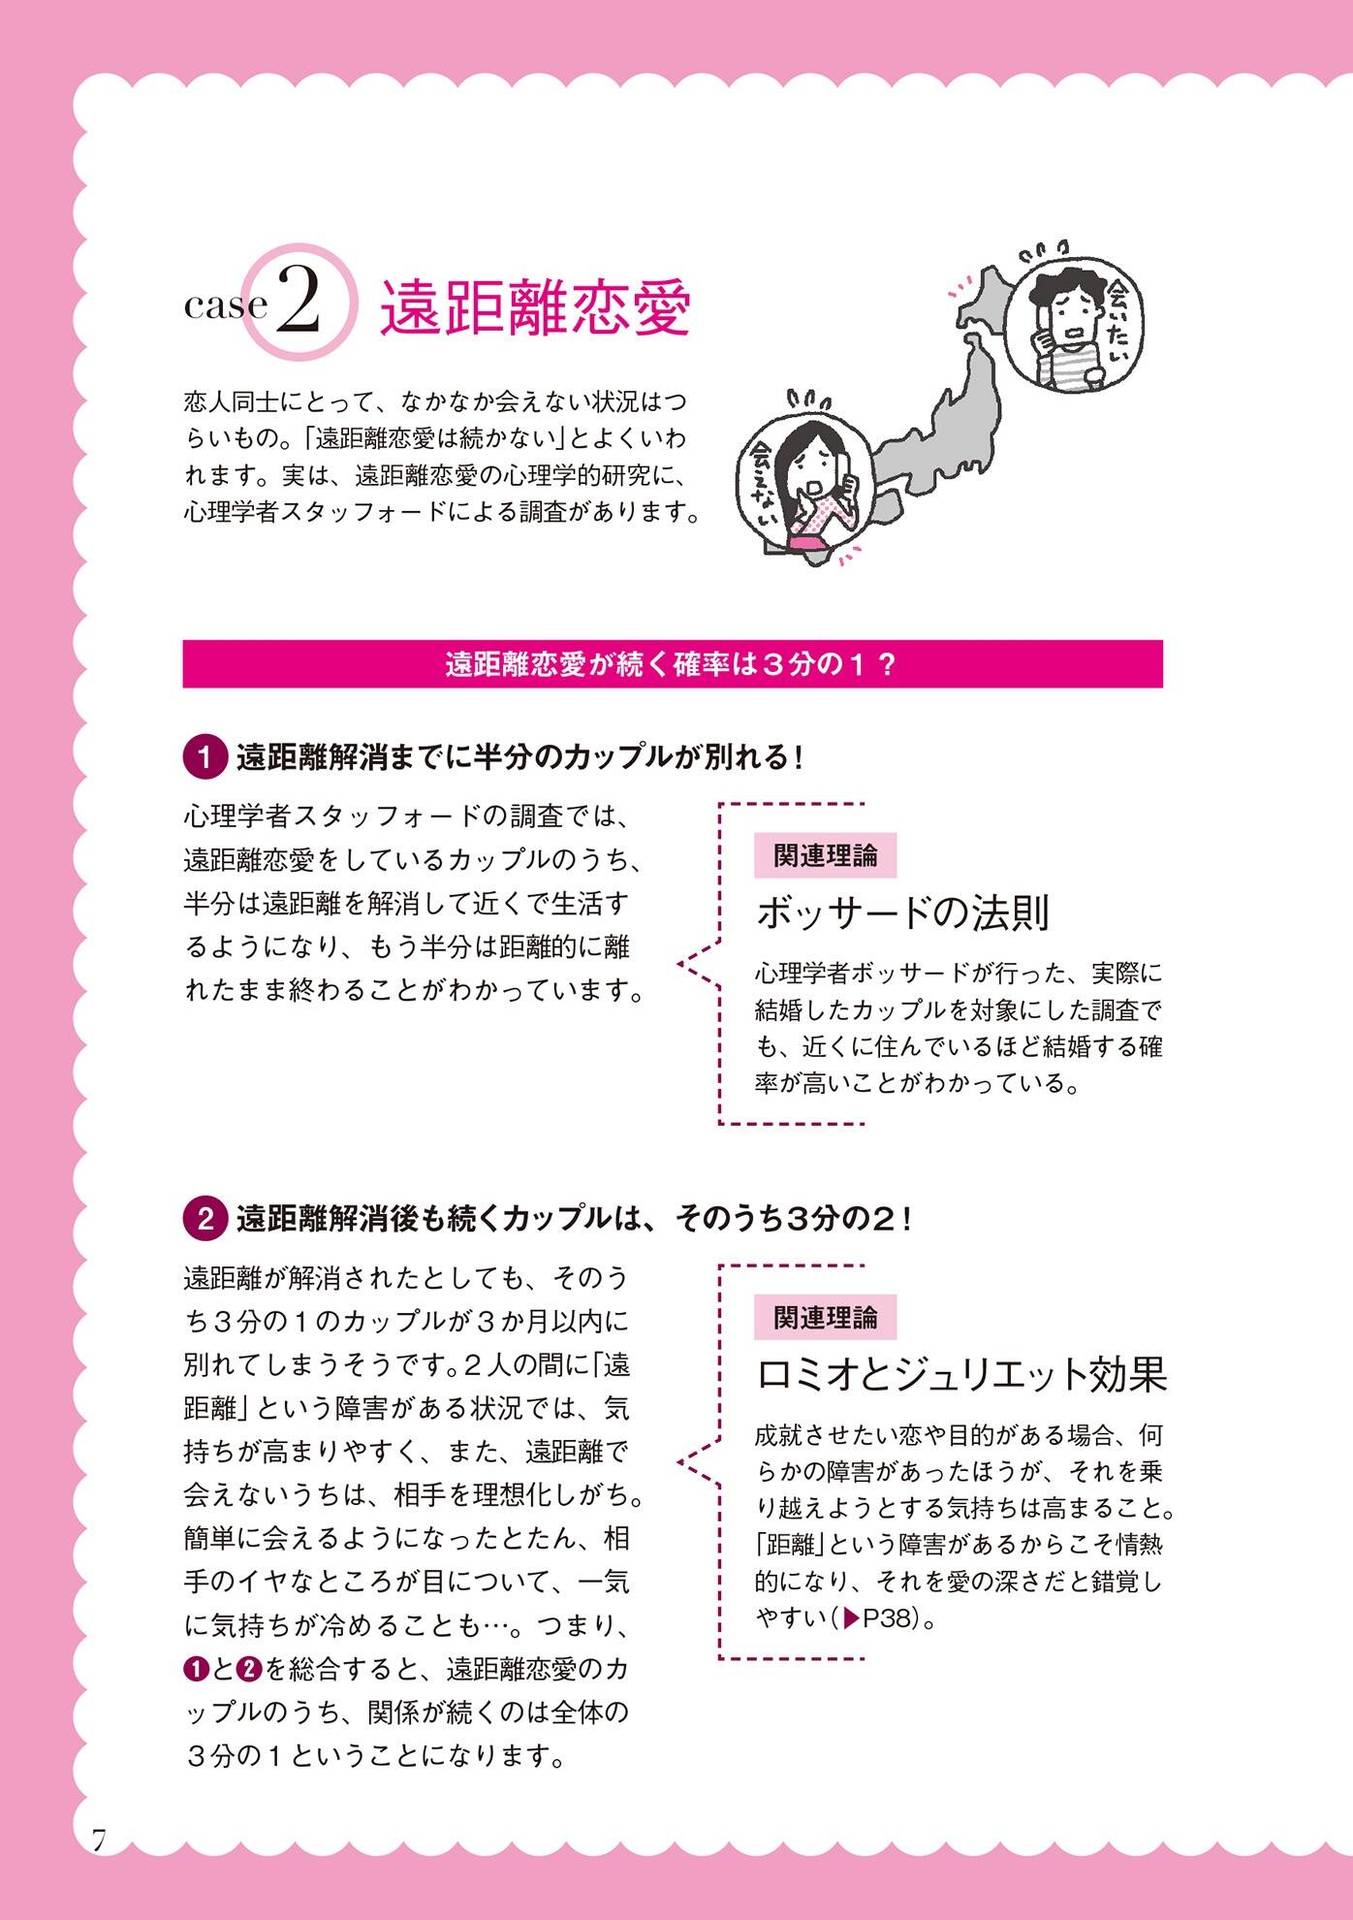 case 2 遠距離恋愛
恋人同士にとって、なかなか会えない状況はつ
らいもの。「遠距離恋愛は続かない」とよくいわ
れます。実は、遠距離恋愛の心理学的研究に、
心理学者スタッフォードによる調査があります。
会いたい
会えない
遠距離恋愛が続く確率は３分の１？
1 遠距離解消までに半分のカップルが別れる！
心理学者スタッフォードの調査では、
遠距離恋愛をしているカップルのうち、
半分は遠距離を解消して近くで生活す
るようになり、もう半分は距離的に離
れたまま終わることがわかっています。
関連理論
ボッサードの法則
心理学者ボッサードが行った、実際に
結婚したカップルを対象にした調査で
も、近くに住んでいるほど結婚する確
率が高いことがわかっている。
2 遠距離解消後も続くカップルは、そのうち３分の２！
遠距離が解消されたとしても、そのう
ち３分の１のカップルが３か月以内に
別れてしまうそうです。２人の間に「遠
距離」という障害がある状況では、気
持ちが高まりやすく、また、遠距離で
会えないうちは、相手を理想化しがち。
簡単に会えるようになったとたん、相
手のイヤなところが目について、一気
に気持ちが冷めることも…。つまり、
❶と❷を総合すると、遠距離恋愛のカ
ップルのうち、関係が続くのは全体の
３分の１ということになります。
関連理論
ロミオとジュリエット効果
成就させたい恋や目的がある場合、何
らかの障害があったほうが、それを乗
り越えようとする気持ちは高まること。
「距離」という障害があるからこそ情熱
的になり、それを愛の深さだと錯覚し
やすい（▶P38）。
7